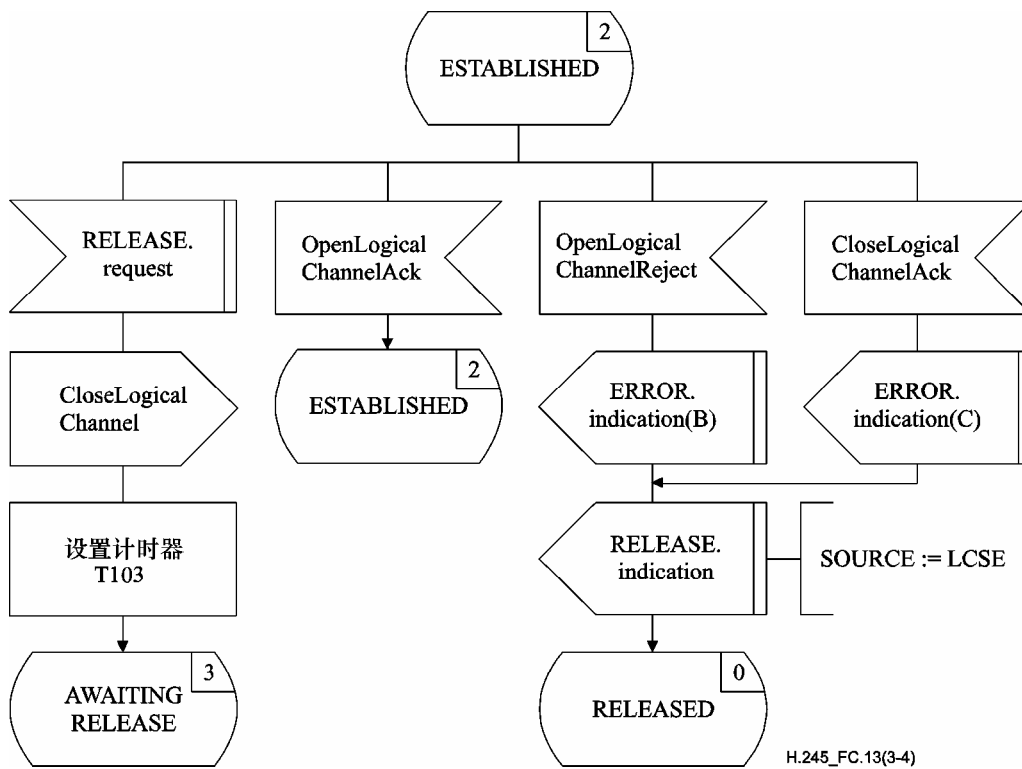 2
ESTABLISHED
RELEASE.
request
OpenLogical
ChannelAck
OpenLogical
ChannelReject
CloseLogical
ChannelAck
CloseLogical
Channel
2
ESTABLISHED
ERROR.
indication(B)
ERROR.
indication(C)
设置计时器
T103
RELEASE.
indication
SOURCE := LCSE
3
AWAITING
RELEASE
0
RELEASED
H.245_FC.13(3-4)